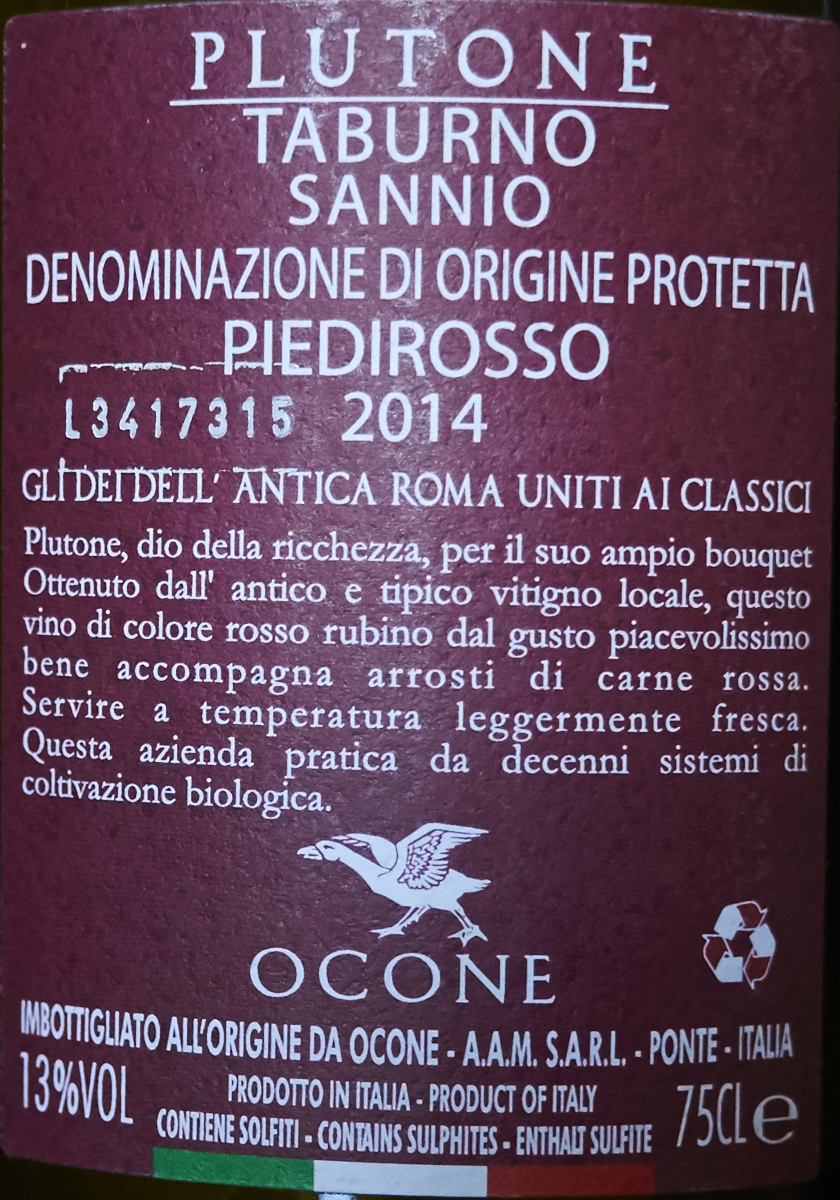 PLUTONE
TABURNO
SANNIO
DENOMINAZIONE DI ORIGINE PROTETTA
PIEDIROSSO
L3417315 2014
GLI DEI DELL' ANTICA ROMA UNITI AI CLASSICI
Plutone, dio della ricchezza, per il suo ampio bouquet
Ottenuto dall' antico e tipico vitigno locale, questo
vino di colore rosso rubino dal gusto piacevolissimo
bene accompagna arrosti di carne rossa.
Servire a temperatura leggermente fresca.
Questa azienda pratica da decenni sistemi di
coltivazione biologica.
OCONE
IMBOTTIGLIATO ALL'ORIGINE DA OCONE - A.A.M. S.A.R.L. - PONTE - ITALIA
13%VOL
PRODOTTO IN ITALIA - PRODUCT OF ITALY
CONTIENE SOLFITI - CONTAINS SULPHITES - ENTHALT SULFITE
75CL e